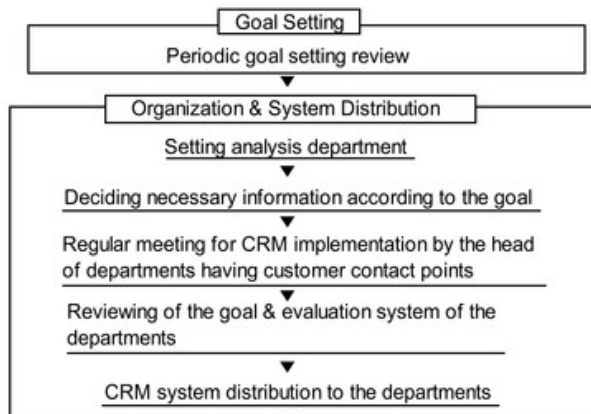 Goal Setting
Periodic goal setting review
Organization & System Distribution
Setting analysis department
Deciding necessary information according to the goal
Regular meeting for CRM implementation by the head
of departments having customer contact points
Reviewing of the goal & evaluation system of the
departments
CRM system distribution to the departments